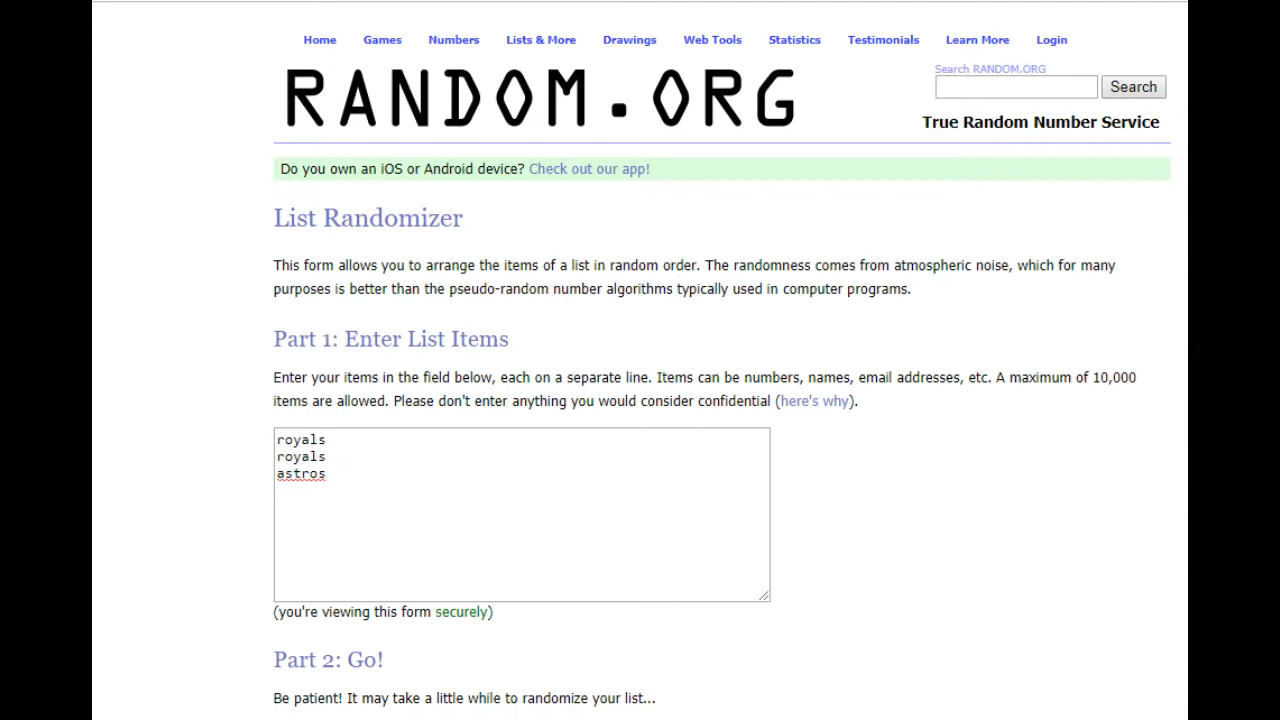 Home Games Numbers Lists & More Drawings Web Tools Statistics Testimonials Learn More Login
RANDOM.ORG
Search RANDOM.ORG
Search
True Random Number Service
Do you own an iOS or Android device? Check out our app!
List Randomizer
This form allows you to arrange the items of a list in random order. The randomness comes from atmospheric noise, which for many
purposes is better than the pseudo-random number algorithms typically used in computer programs.
Part 1: Enter List Items
Enter your items in the field below, each on a separate line. Items can be numbers, names, email addresses, etc. A maximum of 10,000
items are allowed. Please don't enter anything you would consider confidential (here's why).
royals
royals
astros
(you're viewing this form securely)
Part 2: Go!
Be patient! It may take a little while to randomize your list...